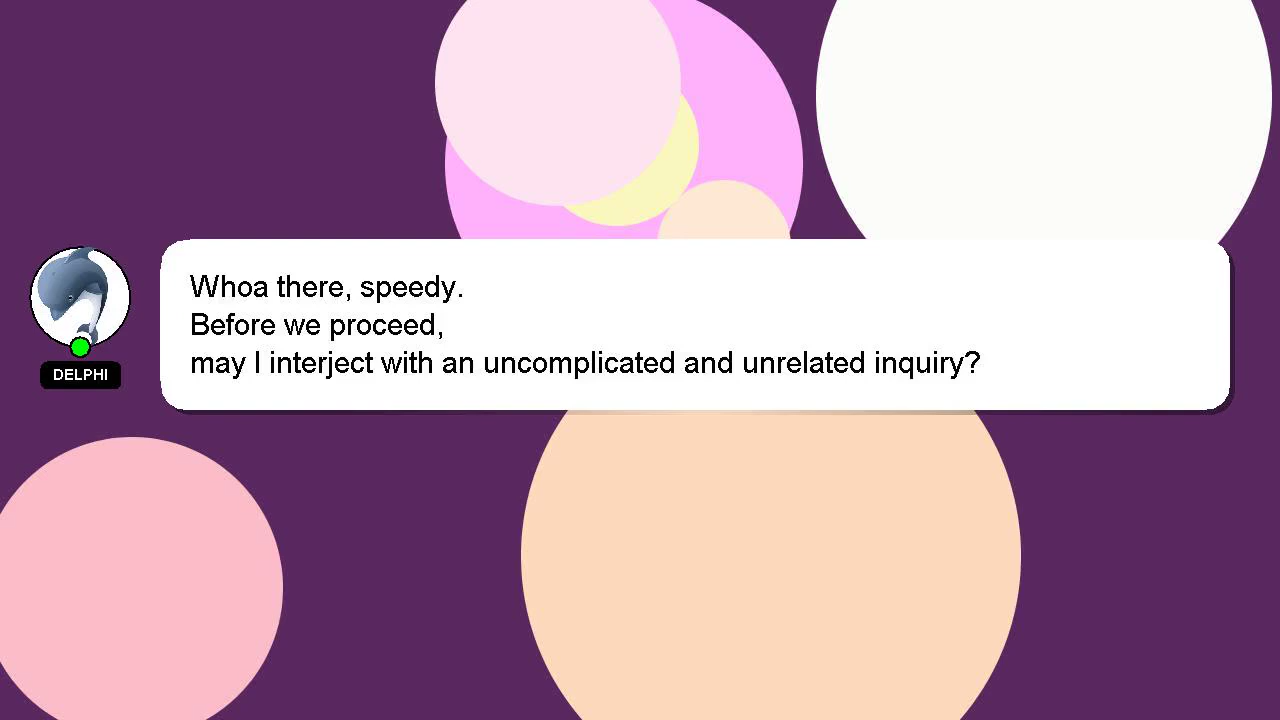 Whoa there, speedy.
Before we proceed,
may I interject with an uncomplicated and unrelated inquiry?
DELPHI